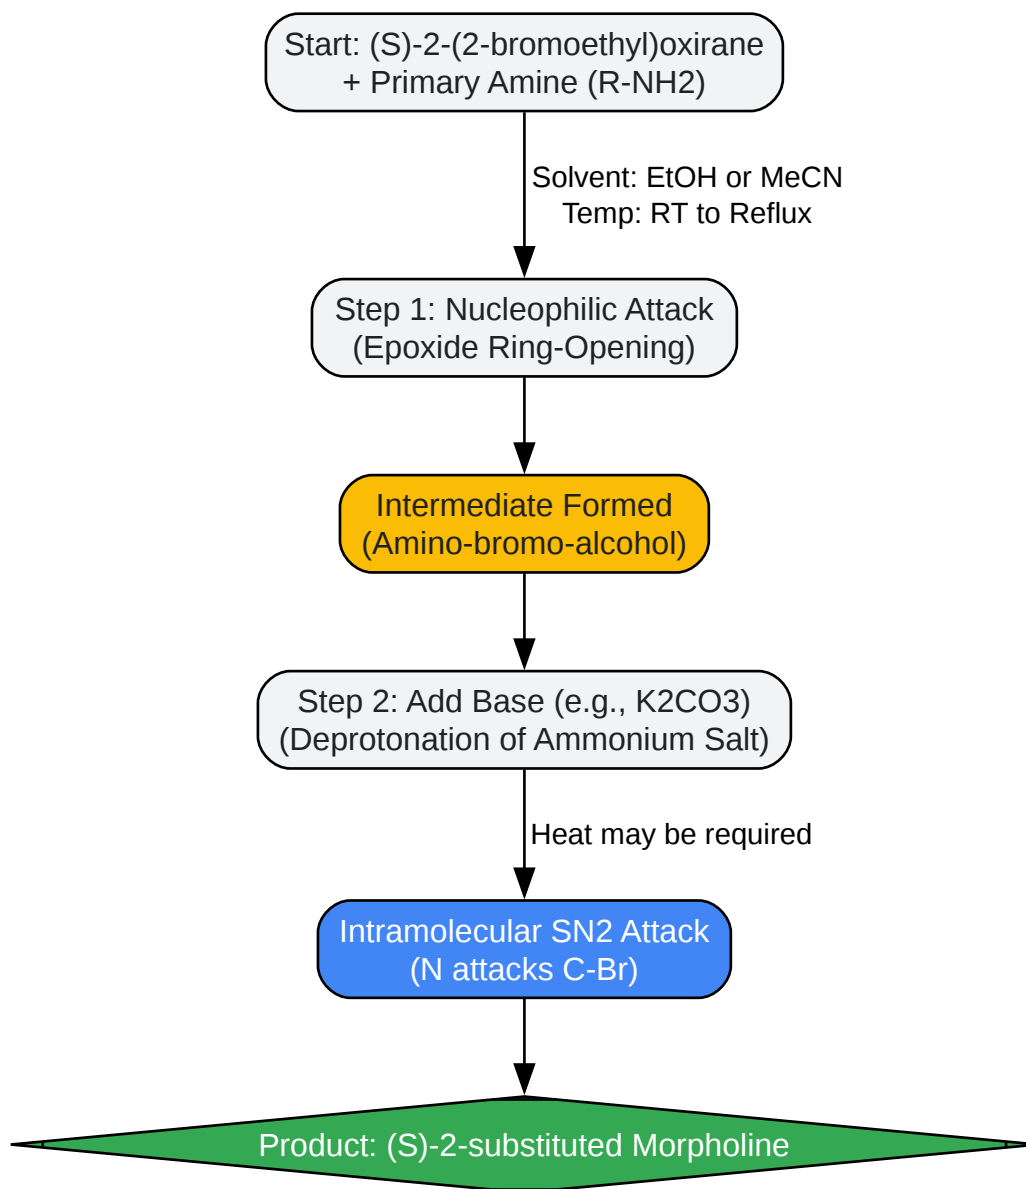 Start: (S)-2-(2-bromoethyl)oxirane
+ Primary Amine (R-NH2)
Solvent: EtOH or MeCN
Temp: RT to Reflux
Step 1: Nucleophilic Attack
(Epoxide Ring-Opening)
Intermediate Formed
(Amino-bromo-alcohol)
Step 2: Add Base (e.g., K2CO3)
(Deprotonation of Ammonium Salt)
Heat may be required
Intramolecular SN2 Attack
(N attacks C-Br)
Product: (S)-2-substituted Morpholine